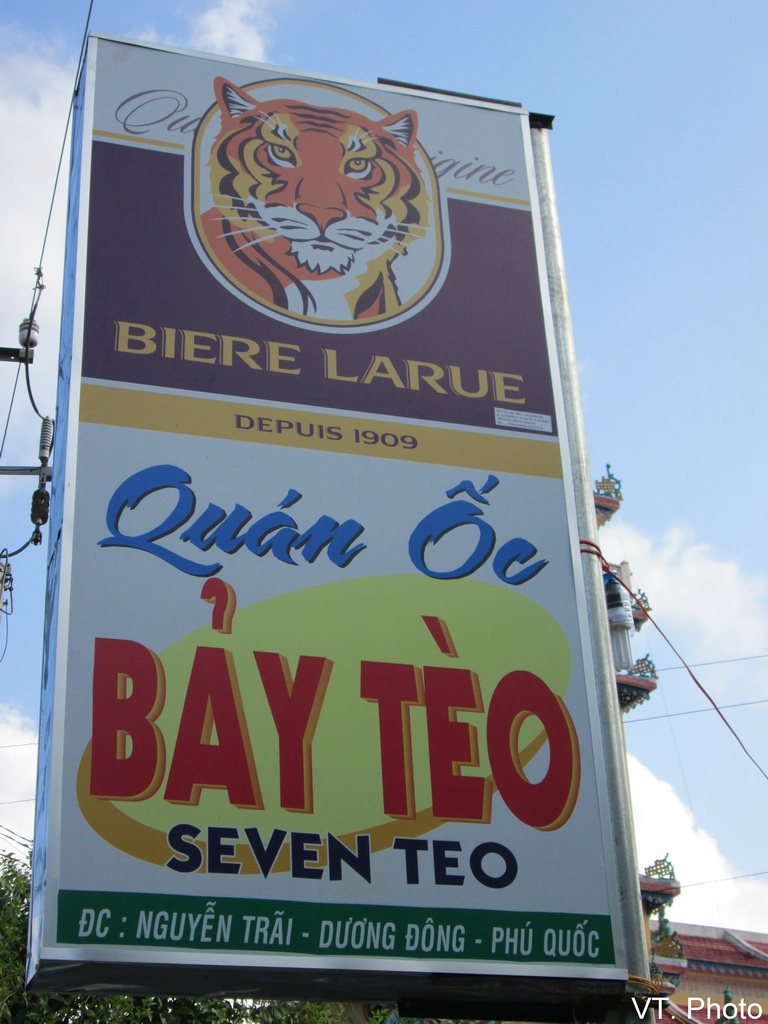 BIERE LARUE
DEPUIS 1909
Quán Ốc
BẢY TÈO
SEVEN TEO
ĐC : NGUYỄN TRÃI - DƯƠNG ĐÔNG - PHÚ QUỐC
VT. Photo